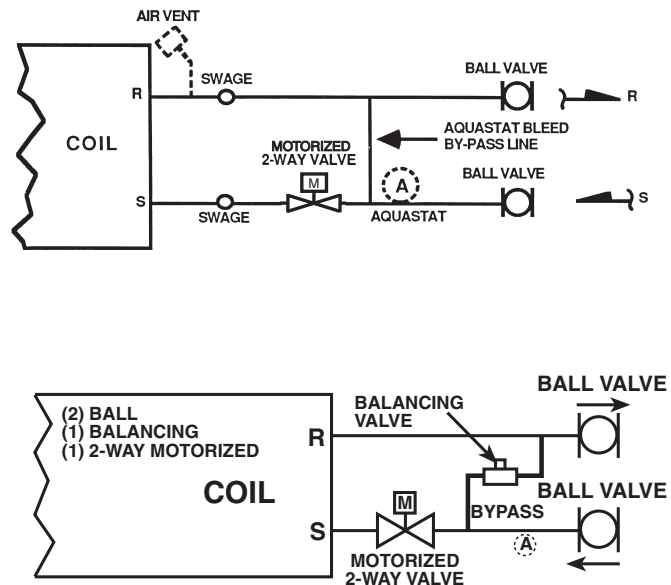 AIR VENT
SWAGE
BALL VALVE
R
R
COIL
MOTORIZED
2-WAY VALVE
M
AQUASTAT BLEED
BY-PASS LINE
A
BALL VALVE
S
S
SWAGE
AQUASTAT
(2) BALL
(1) BALANCING
(1) 2-WAY MOTORIZED
COIL
R
S
BALANCING
VALVE
BALL VALVE
M
BYPASS
BALL VALVE
A
MOTORIZED
2-WAY VALVE